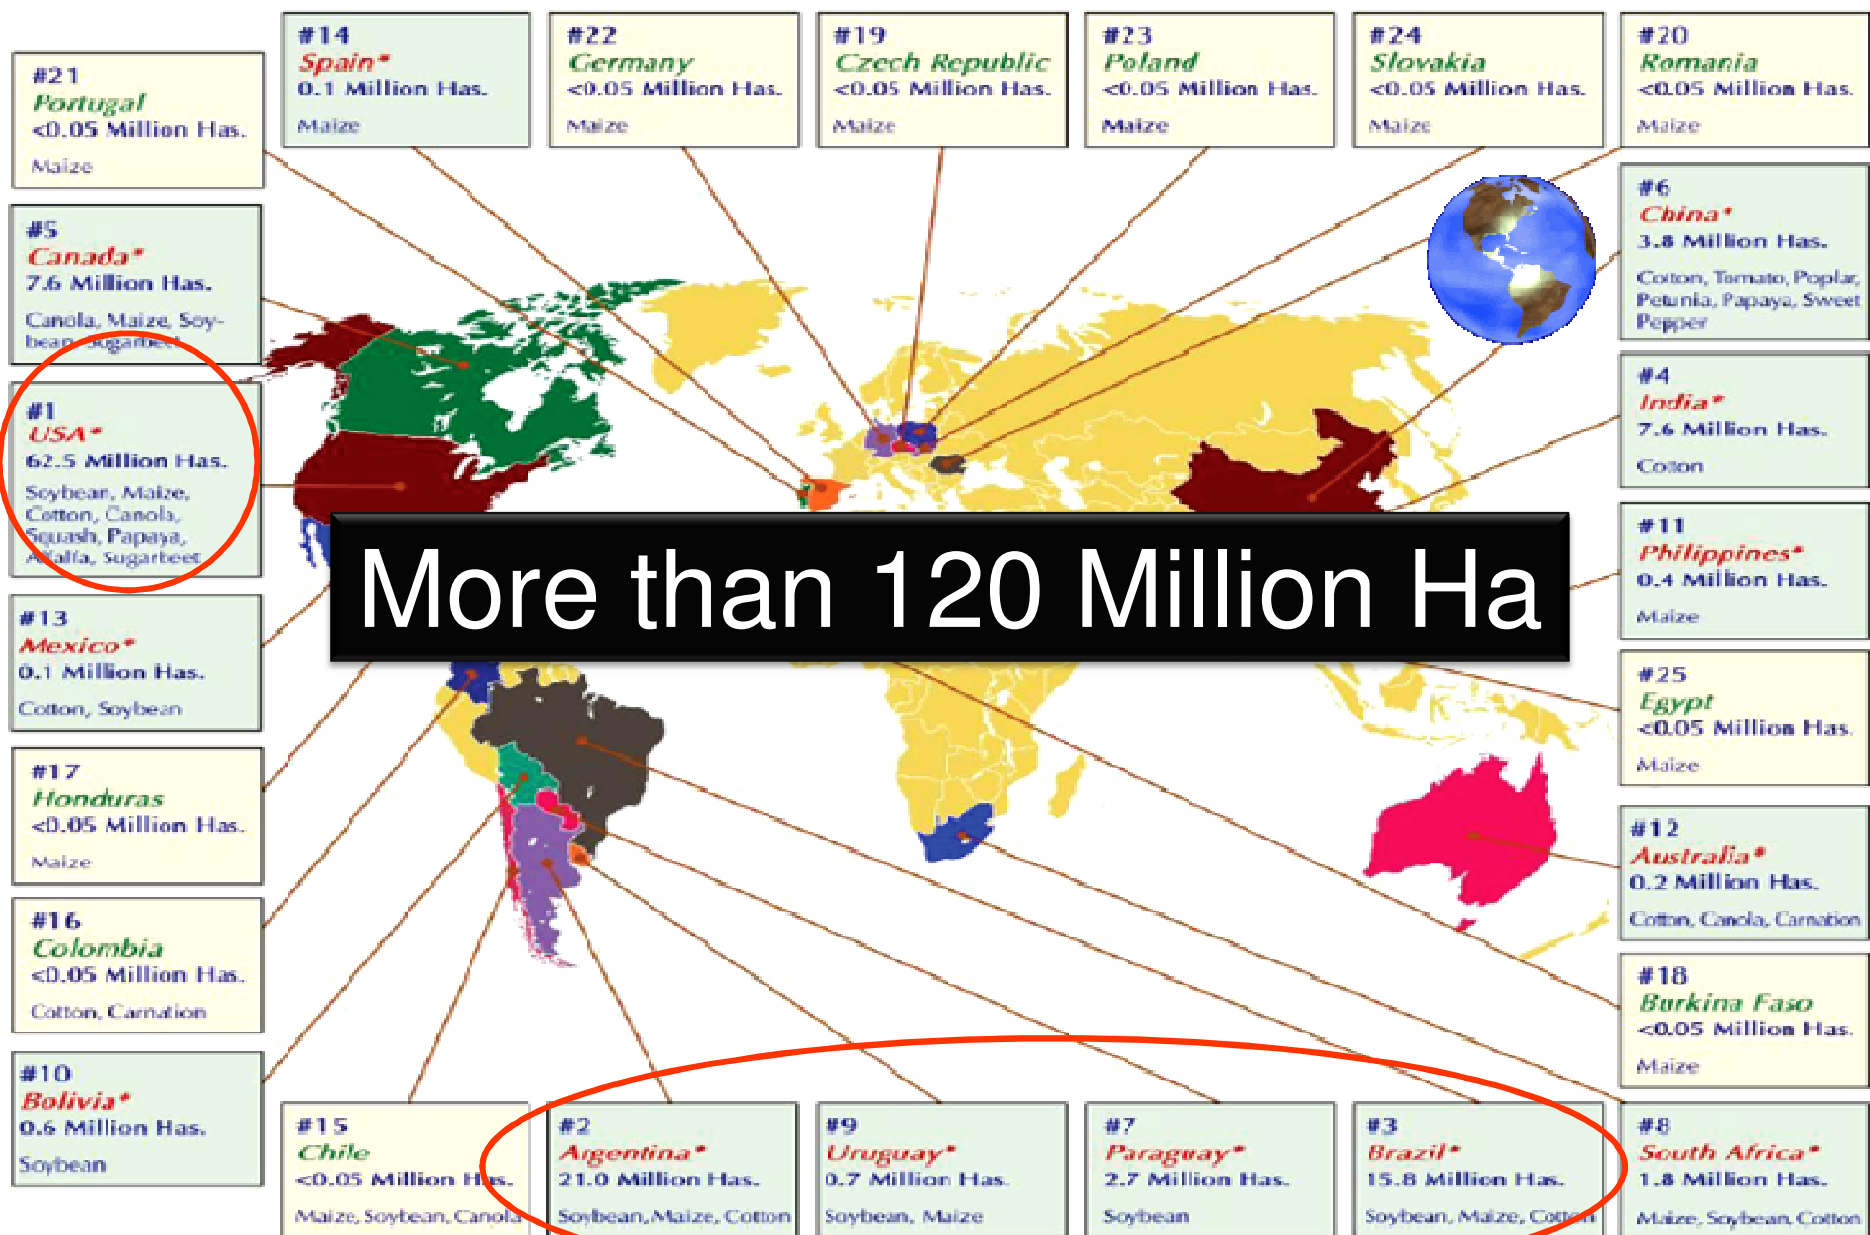 #14
Spain*
0.1 Million Has.
Maize
#22
Germany
<0.05 Million Has.
Maize
#19
Czech Republic
<0.05 Million Has.
Maize
#23
Poland
<0.05 Million Has.
Maize
#24
Slovakia
<0.05 Million Has.
Maize
#20
Romania
<0.05 Million Has.
Maize
#21
Portugal
<0.05 Million Has.
Maize
#5
Canada*
7.6 Million Has.
Canola, Maize, Soy-
bean, Sugarbeet
#1
USA*
62.5 Million Has.
Soybean, Maize,
Cotton, Canola,
Squash, Papaya,
Alfalfa, Sugarbeet
#13
Mexico*
0.1 Million Has.
Cotton, Soybean
#17
Honduras
<0.05 Million Has.
Maize
#16
Colombia
<0.05 Million Has.
Cotton, Carnation
#10
Bolivia*
0.6 Million Has.
Soybean
More than 120 Million Ha
#6
China*
3.8 Million Has.
Cotton, Tomato, Poplar,
Petunia, Papaya, Sweet
Pepper
#4
India*
7.6 Million Has.
Cotton
#11
Philippines*
0.4 Million Has.
Maize
#25
Egypt
<0.05 Million Has.
Maize
#12
Australia*
0.2 Million Has.
Cotton, Canola, Carnation
#18
Burkina Faso
<0.05 Million Has.
Maize
#15
Chile
<0.05 Million Has.
Maize, Soybean, Canola
#2
Argentina*
21.0 Million Has.
Soybean, Maize, Cotton
#9
Uruguay*
0.7 Million Has.
Soybean, Maize
#7
Paraguay*
2.7 Million Has.
Soybean
#3
Brazil*
15.8 Million Has.
Soybean, Maize, Cotton
#8
South Africa*
1.8 Million Has.
Maize, Soybean, Cotton